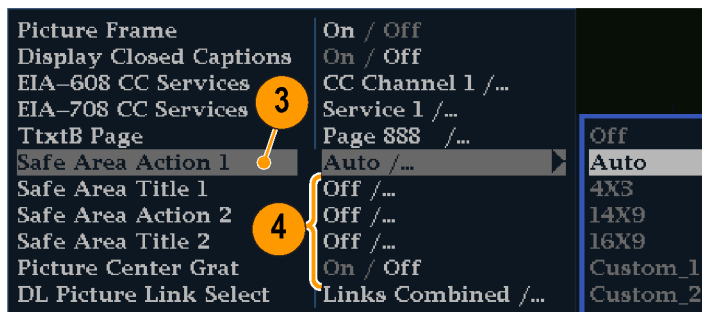 Picture Frame On / Off
Display Closed Captions On / Off
EIA–608 CC Services CC Channel 1 /...
EIA–708 CC Services Service 1 /...
3
TtxtB Page Page 888 /...
Off
Safe Area Action 1 Auto /...
Auto
Safe Area Title 1 Off /...
4X3
Safe Area Action 2 Off /...
14X9
4
Safe Area Title 2 Off /...
16X9
Picture Center Grat On / Off
Custom_1
DL Picture Link Select Links Combined /...
Custom_2